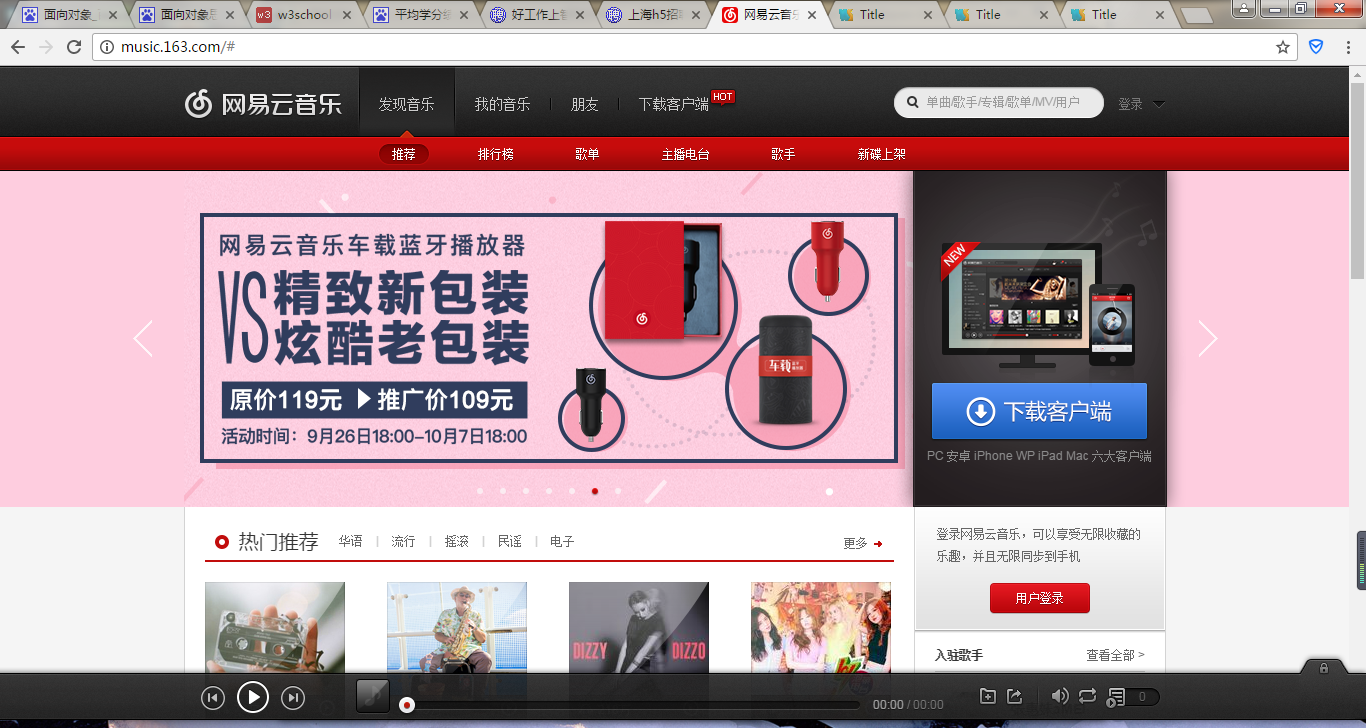 面向对象_
面向对象思
w3school
平均学分绩
好工作上智
上海h5招聘
网易云音乐
Title
Title
Title
music.163.com/#
网易云音乐
发现音乐
我的音乐
朋友
下载客户端
HOT
单曲/歌手/专辑/歌单/MV/用户
登录
推荐
排行榜
歌单
主播电台
歌手
新碟上架
网易云音乐车载蓝牙播放器
VS
精致新包装
炫酷老包装
原价119元 ▶ 推广价109元
活动时间：9月26日18:00-10月7日18:00
车载
NEW
下载客户端
PC 安卓 iPhone WP iPad Mac 六大客户端
热门推荐
华语
流行
摇滚
民谣
电子
更多
登录网易云音乐，可以享受无限收藏的
乐趣，并且无限同步到手机
用户登录
DIZZY DIZZO
入驻歌手
查看全部 >
00:00 / 00:00
0